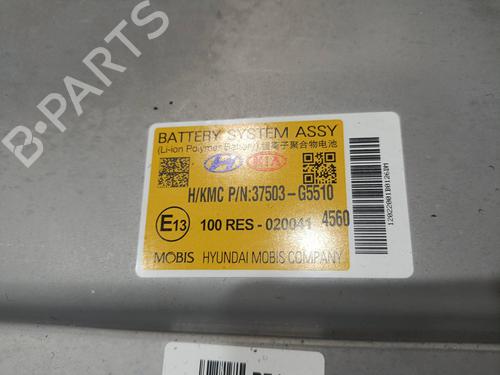 B-PARTS
BATTERY SYSTEM ASSY
(Li-ion Polymer Battery) 锂离子聚合物电池
KIA
H/KMC P/N:37503-G5510
E13 100 RES - 020041 4560
MOBIS HYUNDAI MOBIS COMPANY